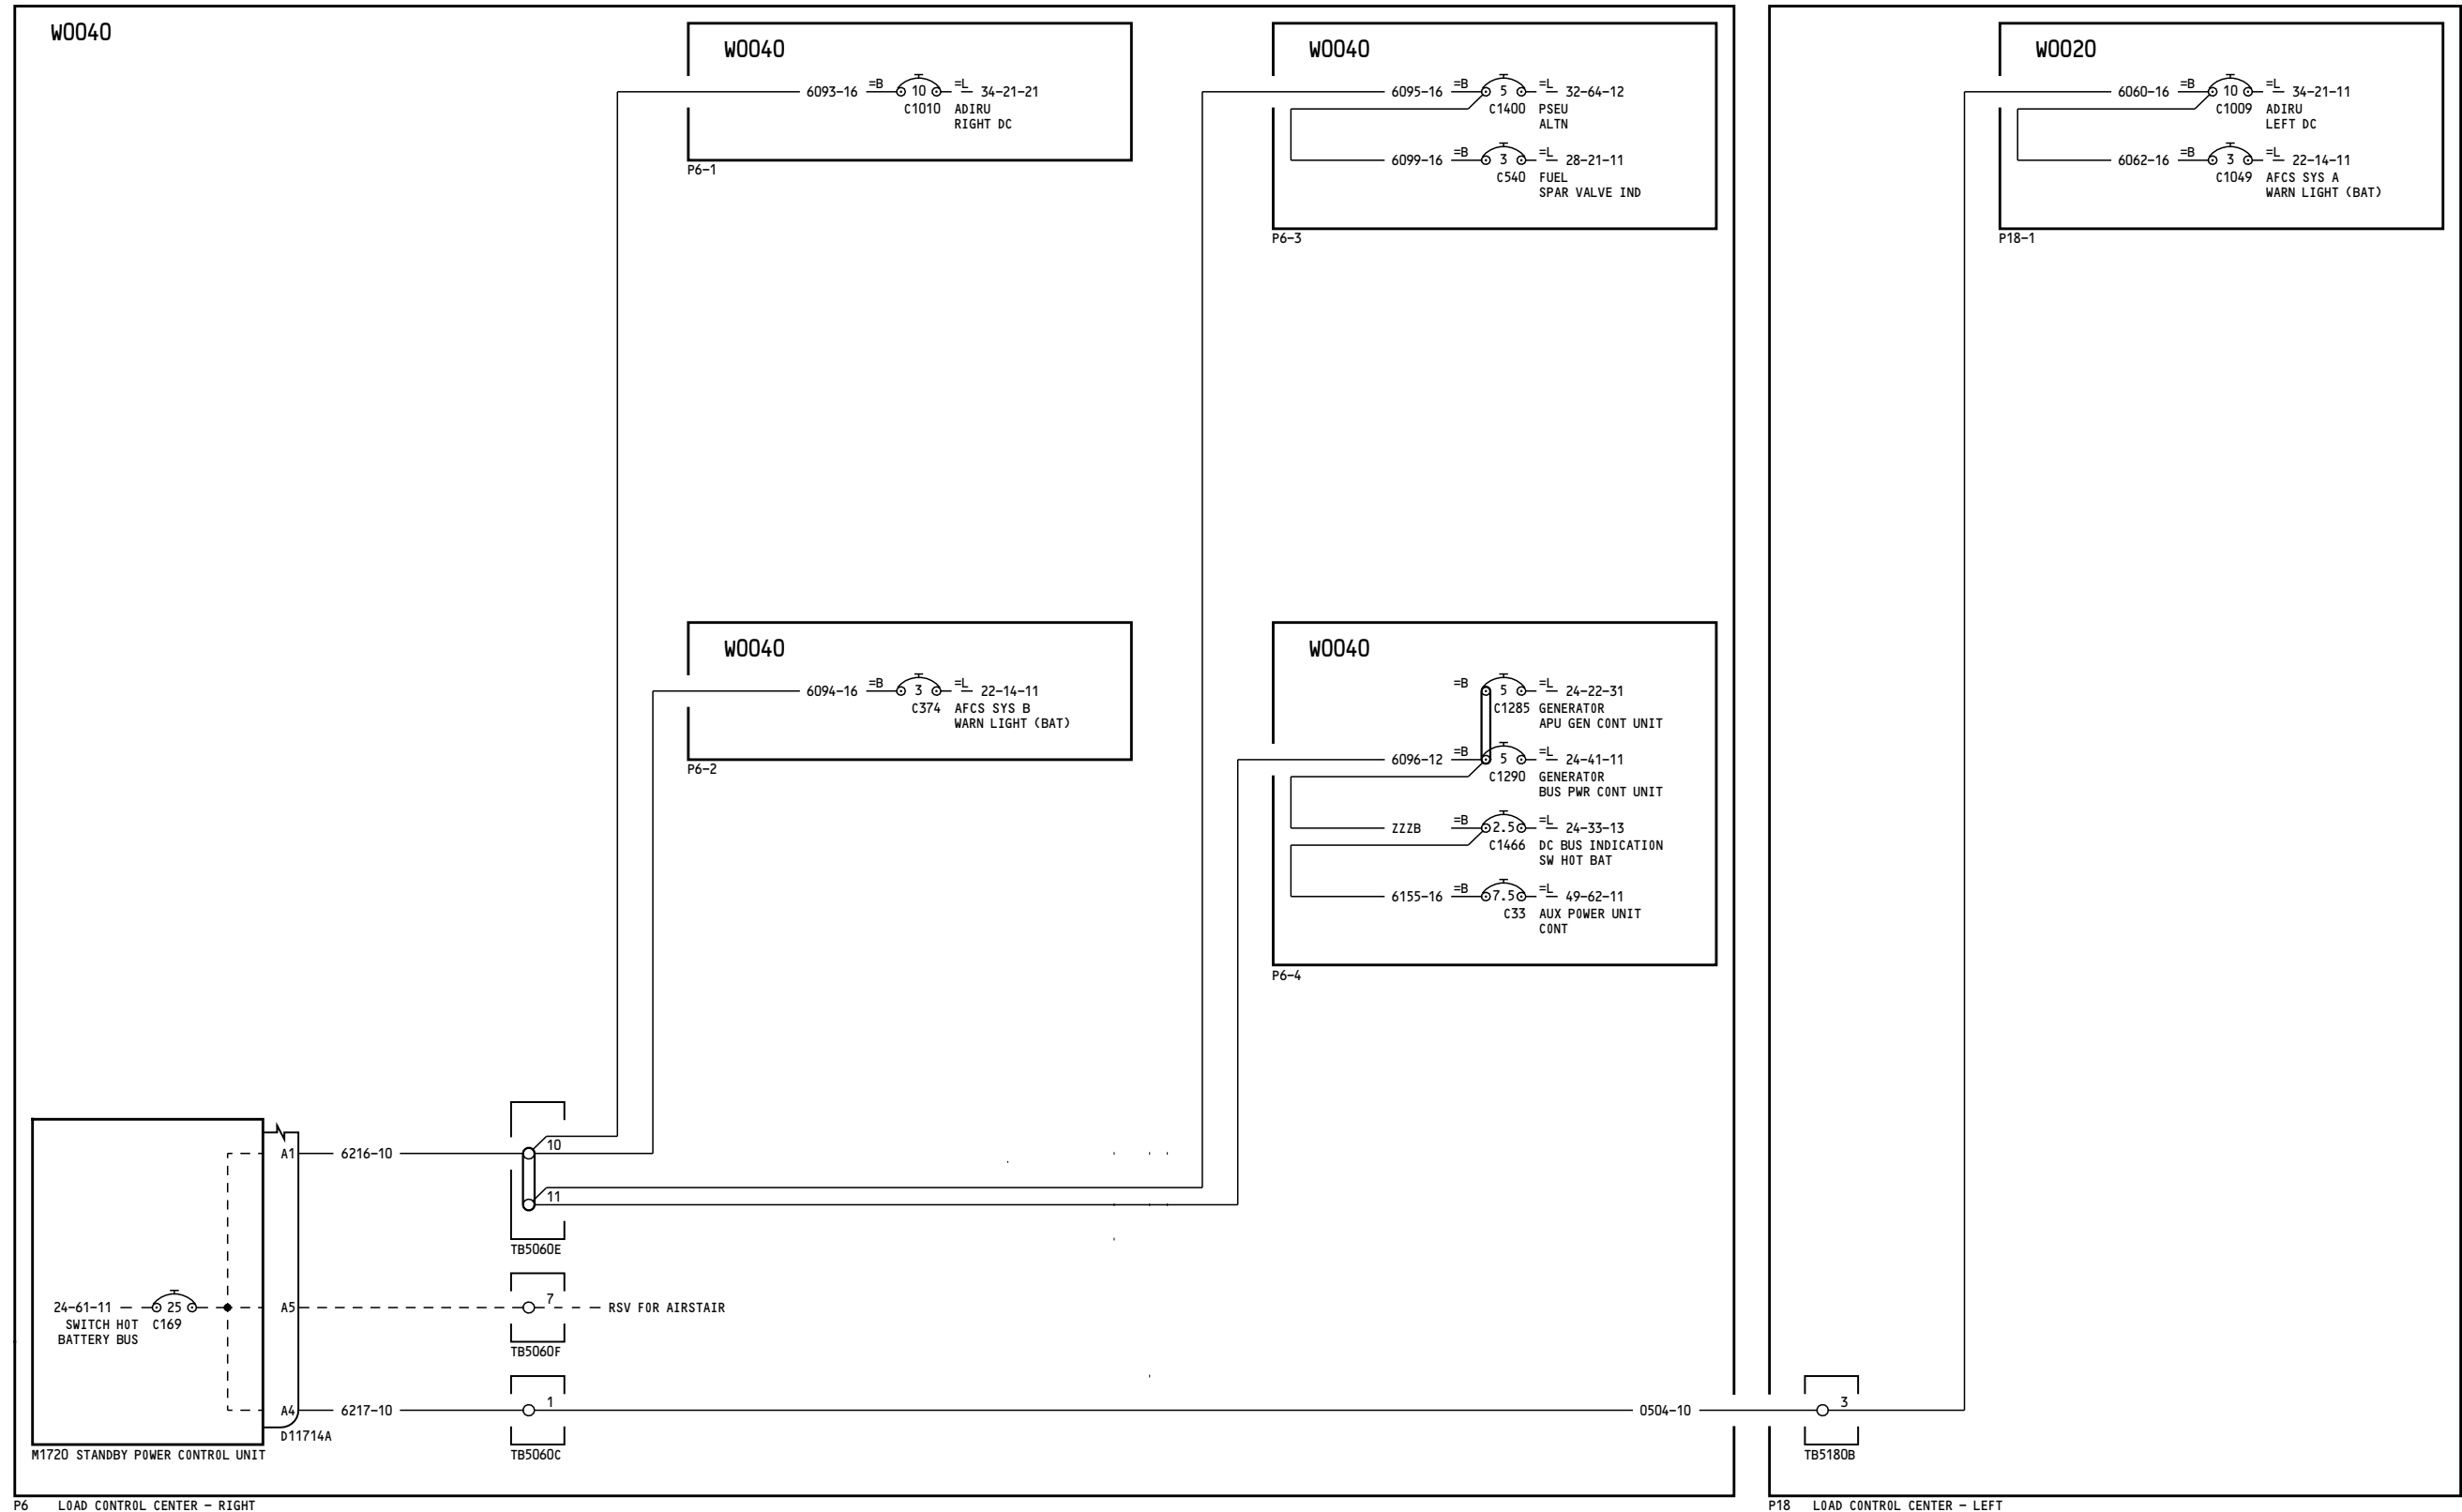 W0040
W0040
6093-16 =B 10 =L 34-21-21
C1010 ADIRU
RIGHT DC
P6-1
W0040
6095-16 =B 5 =L 32-64-12
C1400 PSEU
ALTN
6099-16 =B 3 =L 28-21-11
C540 FUEL
SPAR VALVE IND
P6-3
W0020
6060-16 =B 10 =L 34-21-11
C1009 ADIRU
LEFT DC
6062-16 =B 3 =L 22-14-11
C1049 AFCS SYS A
WARN LIGHT (BAT)
P18-1
W0040
6094-16 =B 3 =L 22-14-11
C374 AFCS SYS B
WARN LIGHT (BAT)
P6-2
W0040
=B 5 =L 24-22-31
C1285 GENERATOR
APU GEN CONT UNIT
6096-12 =B 5 =L 24-41-11
C1290 GENERATOR
BUS PWR CONT UNIT
ZZZB =B 2.5 =L 24-33-13
C1466 DC BUS INDICATION
SW HOT BAT
6155-16 =B 7.5 =L 49-62-11
C33 AUX POWER UNIT
CONT
P6-4
A1 6216-10 10
11
TB5060E
24-61-11 25 A5 7 RSV FOR AIRSTAIR
SWITCH HOT C169
BATTERY BUS
TB5060F
A4 6217-10 1 0504-10 3
D11714A
M1720 STANDBY POWER CONTROL UNIT
TB5060C
TB5180B
P6 LOAD CONTROL CENTER - RIGHT
P18 LOAD CONTROL CENTER - LEFT